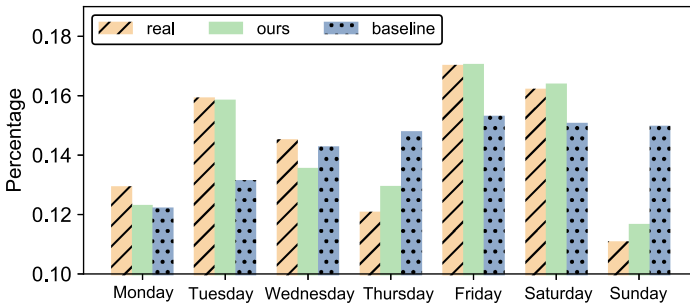 real ours baseline
Percentage
0.18
0.16
0.14
0.12
0.10
Monday Tuesday Wednesday Thursday Friday Saturday Sunday